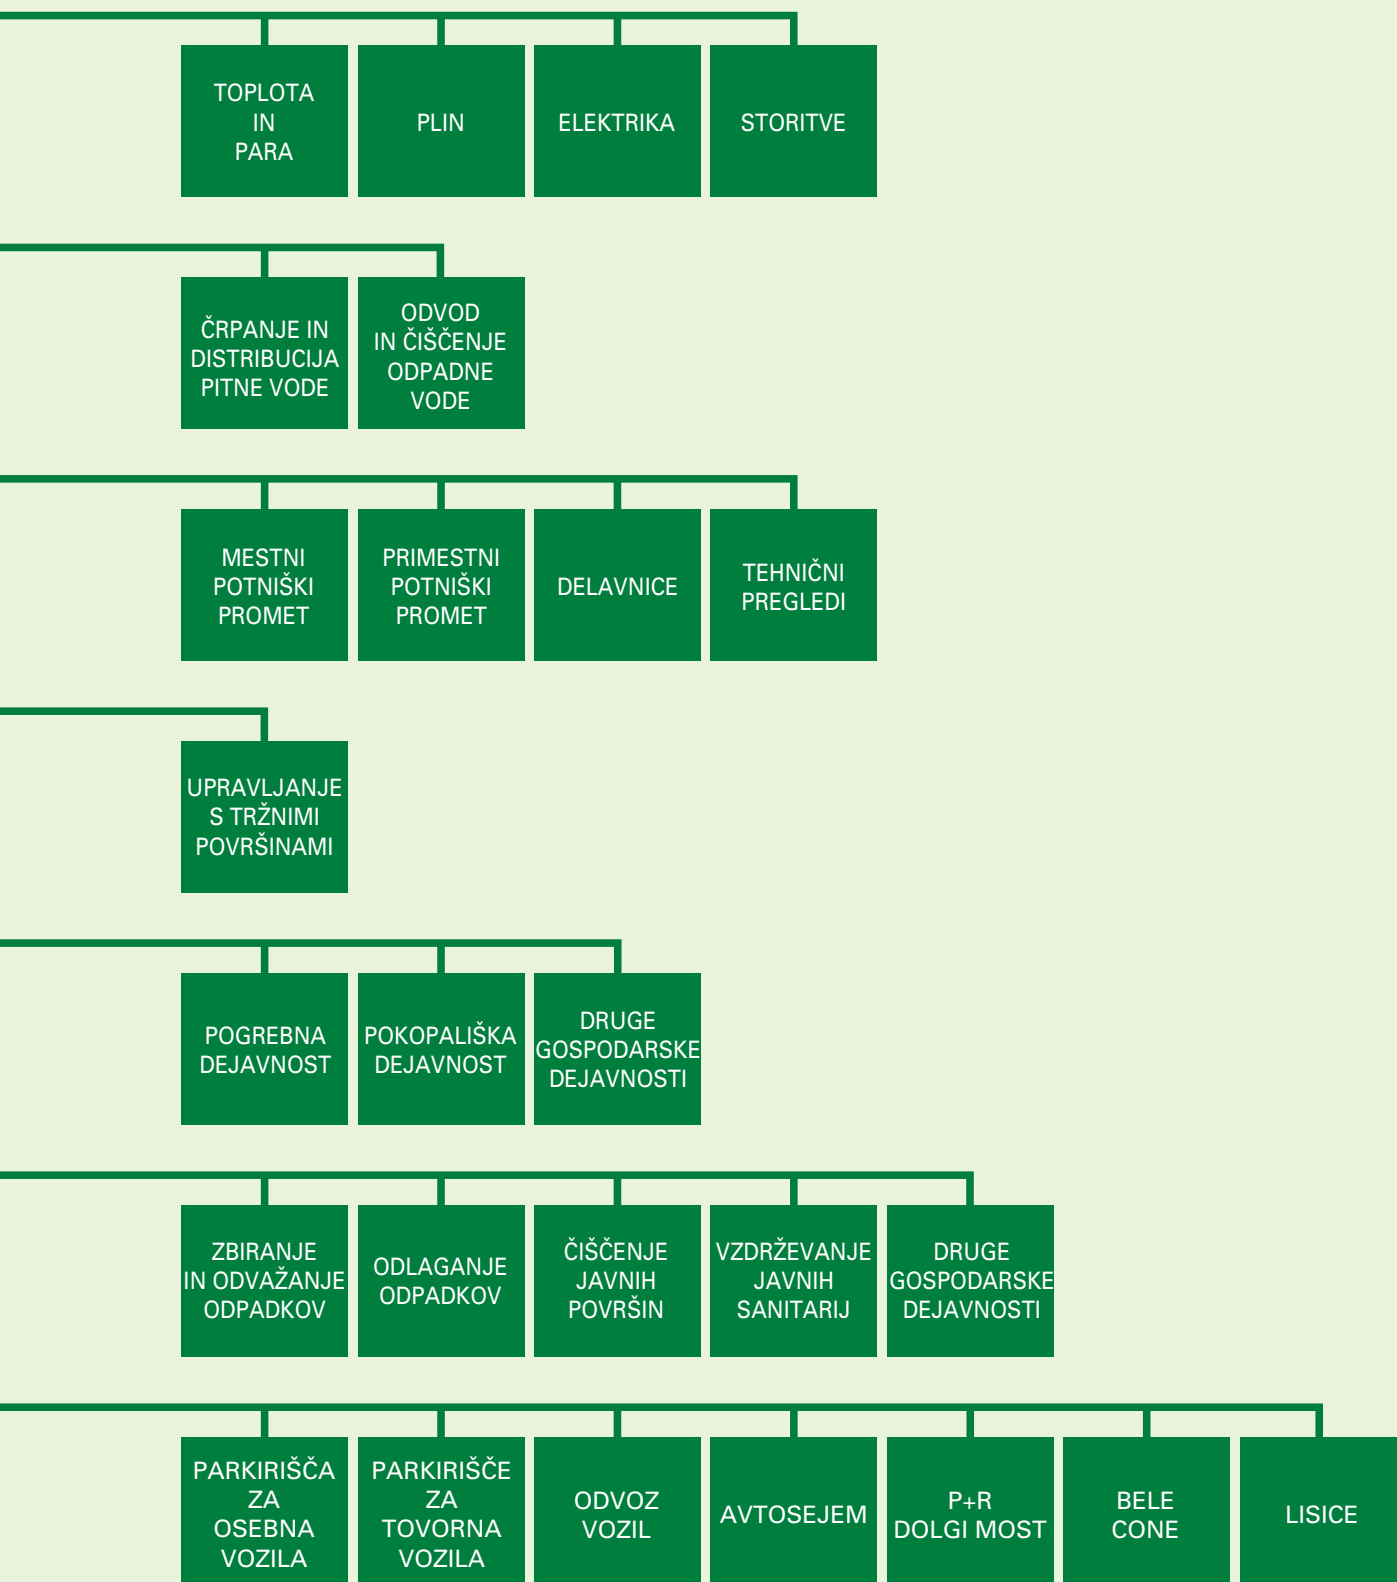 TOPLOTA
IN
PARA
PLIN
ELEKTRIKA
STORITVE
ČRPANJE IN
DISTRIBUCIJA
PITNE VODE
ODVOD
IN ČIŠČENJE
ODPADNE
VODE
MESTNI
POTNIŠKI
PROMET
PRIMESTNI
POTNIŠKI
PROMET
DELAVNICE
TEHNIČNI
PREGLEDI
UPRAVLJANJE
S TRŽNIMI
POVRŠINAMI
POGREBNA
DEJAVNOST
POKOPALIŠKA
DEJAVNOST
DRUGE
GOSPODARSKE
DEJAVNOSTI
ZBIRANJE
IN ODVAŽANJE
ODPADKOV
ODLAGANJE
ODPADKOV
ČIŠČENJE
JAVNIH
POVRŠIN
VZDRŽEVANJE
JAVNIH
SANITARIJ
DRUGE
GOSPODARSKE
DEJAVNOSTI
PARKIRIŠČA
ZA
OSEBNA
VOZILA
PARKIRIŠČE
ZA
TOVORNA
VOZILA
ODVOZ
VOZIL
AVTOSEJEM
P+R
DOLGI MOST
BELE
CONE
LISICE